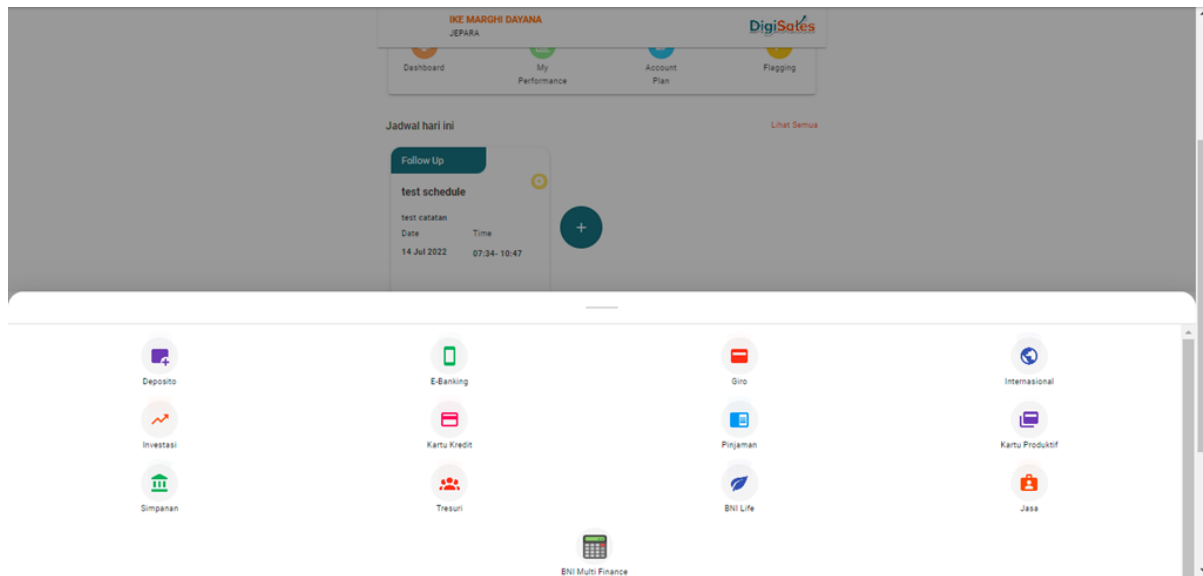 IKE MARGHI DAYANA
JEPARA
DigiSales
Dashboard
My
Performance
Account
Plan
Flagging
Jadwal hari ini
Lihat Semua
Follow Up
test schedule
test catatan
Date Time
14 Jul 2022 07:34- 10:47
+
Deposito E-Banking Giro Internasional
Investasi Kartu Kredit Pinjaman Kartu Produktif
Simpanan Tresuri BNI Life Jasa
BNI Multi Finance